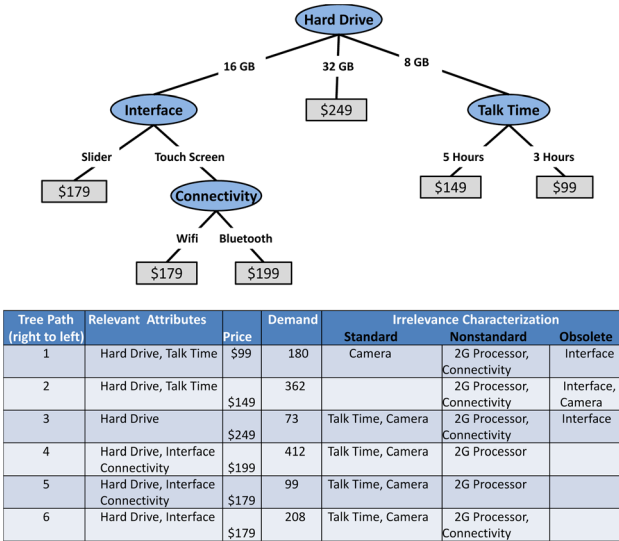 Hard Drive
16 GB
32 GB
8 GB
Interface
$249
Talk Time
Slider
Touch Screen
5 Hours
3 Hours
$179
Connectivity
$149
$99
Wifi
Bluetooth
$179
$199
Tree Path Relevant Attributes Demand Irrelevance Characterization
(right to left) Price Standard Nonstandard Obsolete
1 Hard Drive, Talk Time $99 180 Camera 2G Processor, Interface
Connectivity
2 Hard Drive, Talk Time 362 2G Processor, Interface,
$149 Connectivity Camera
3 Hard Drive 73 Talk Time, Camera 2G Processor, Interface
$249 Connectivity
4 Hard Drive, Interface 412 Talk Time, Camera 2G Processor
Connectivity $199
5 Hard Drive, Interface 99 Talk Time, Camera 2G Processor
Connectivity $179
6 Hard Drive, Interface 208 Talk Time, Camera 2G Processor,
$179 Connectivity